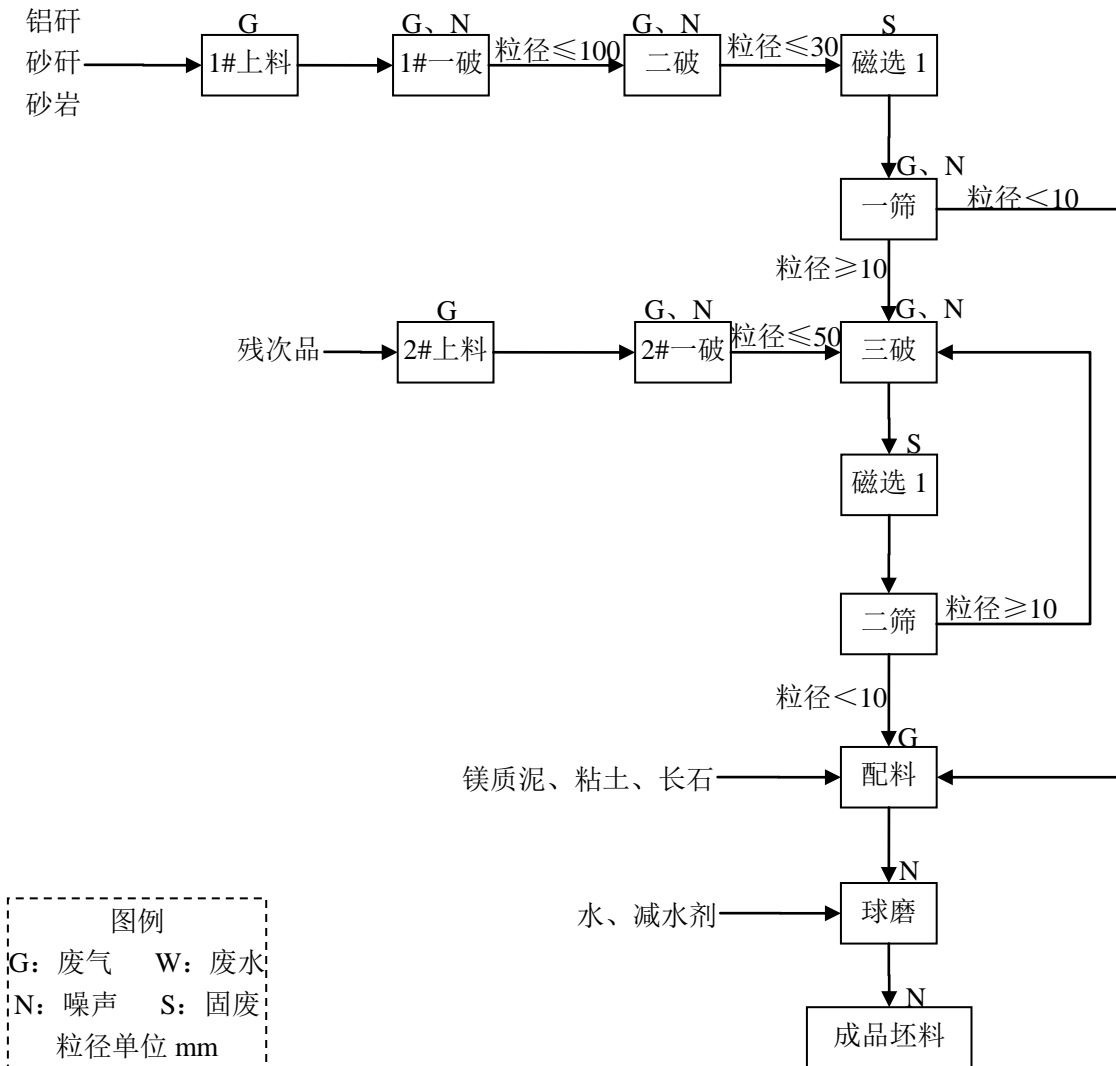 铝矸
砂矸
砂岩
G
1#上料
G、N
1#一破
粒径≤100
G、N
二破
粒径≤30
S
磁选 1
G、N
一筛
粒径＜10
粒径≥10
残次品
G
2#上料
G、N
2#一破
粒径≤50
G、N
三破
S
磁选 1
二筛
粒径≥10
粒径＜10
镁质泥、粘土、长石
G
配料
水、减水剂
N
球磨
N
成品坯料
图例
G：废气 W：废水
N：噪声 S：固废
粒径单位 mm